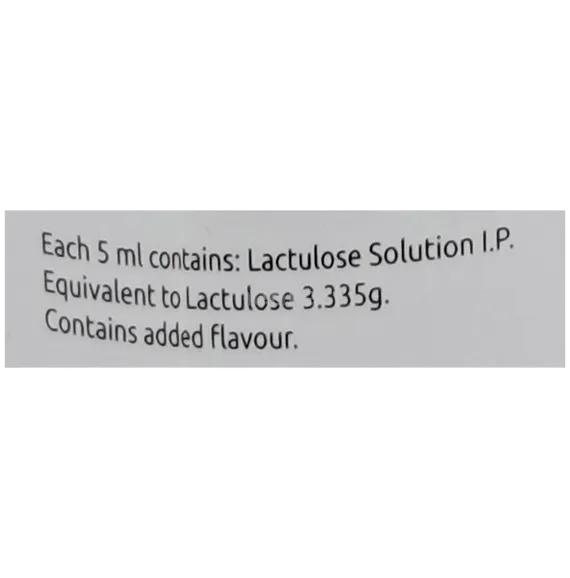 Each 5 ml contains: Lactulose Solution I.P.
Equivalent to Lactulose 3.335g.
Contains added flavour.